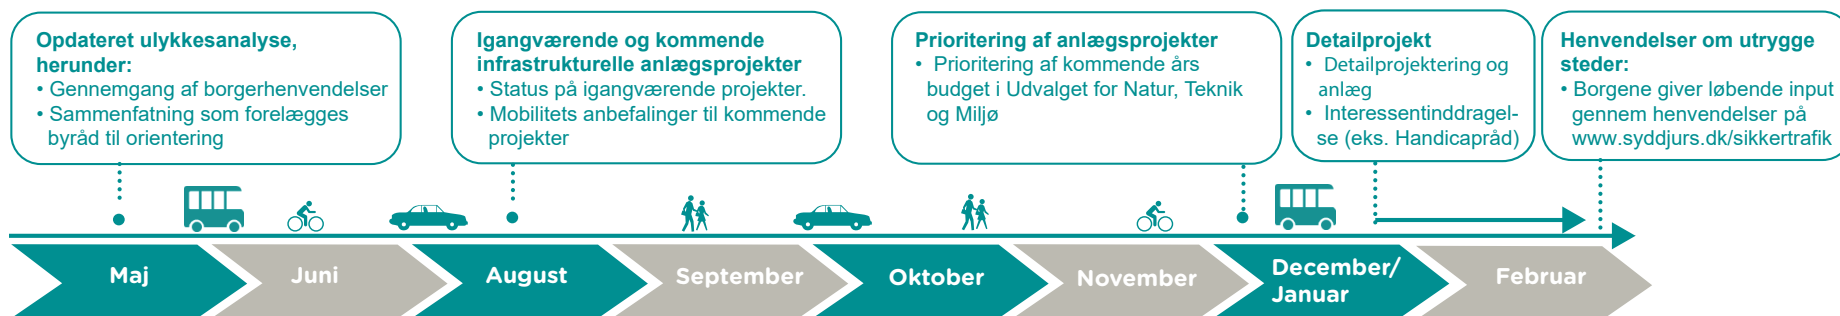 Opdateret ulykkesanalyse,
herunder:
• Gennemgang af borgerhenvendelser
• Sammenfatning som forelægges
byråd til orientering
Igangværende og kommende
infrastrukturelle anlægsprojekter
• Status på igangværende projekter.
• Mobilitets anbefalinger til kommende
projekter
Prioritering af anlægsprojekter
• Prioritering af kommende års
budget i Udvalget for Natur, Teknik
og Miljø
Detailprojekt
• Detailprojektering og
anlæg
• Interessentinddragel-
se (eks. Handicapråd)
Henvendelser om utrygge
steder:
• Borgene giver løbende input
gennem henvendelser på
www.syddjurs.dk/sikkertrafik
Maj
Juni
August
September
Oktober
November
December/
Januar
Februar